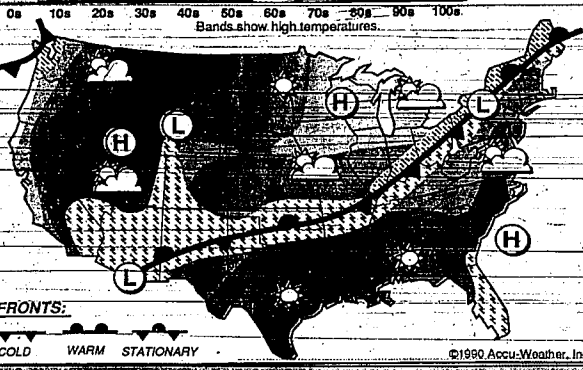 0s 10s 20s 30s 40s 50s 60s 70s 80s 90s 100s
Bands show high temperatures.
H
L
H
L
H
L
FRONTS:
COLD WARM STATIONARY
©1990 Accu-Weather, In